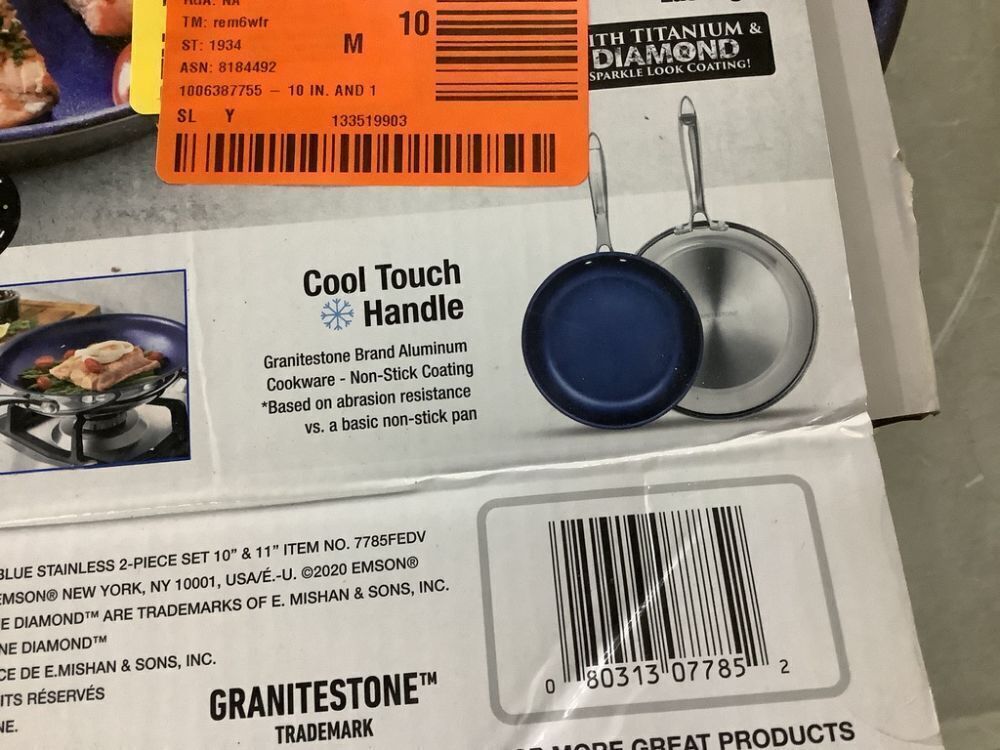 TM: rem6wfr
ST: 1934
M
10
ASN: 8184492
1006387755 – 10 IN. AND 1
SL Y
133519903
ITH TITANIUM &
DIAMOND
SPARKLE LOOK COATING!
Cool Touch
Handle
Granitestone Brand Aluminum
Cookware - Non-Stick Coating
*Based on abrasion resistance
vs. a basic non-stick pan
BLUE STAINLESS 2-PIECE SET 10" & 11" ITEM NO. 7785FEDV
EMSON® NEW YORK, NY 10001, USA/É.-U. ©2020 EMSON®
E DIAMOND™ ARE TRADEMARKS OF E. MISHAN & SONS, INC.
NE DIAMOND™
CE DE E.MISHAN & SONS, INC.
ITS RÉSERVÉS
NE.
GRANITESTONE™
TRADEMARK
0 80313 07785 2
MORE GREAT PRODUCTS